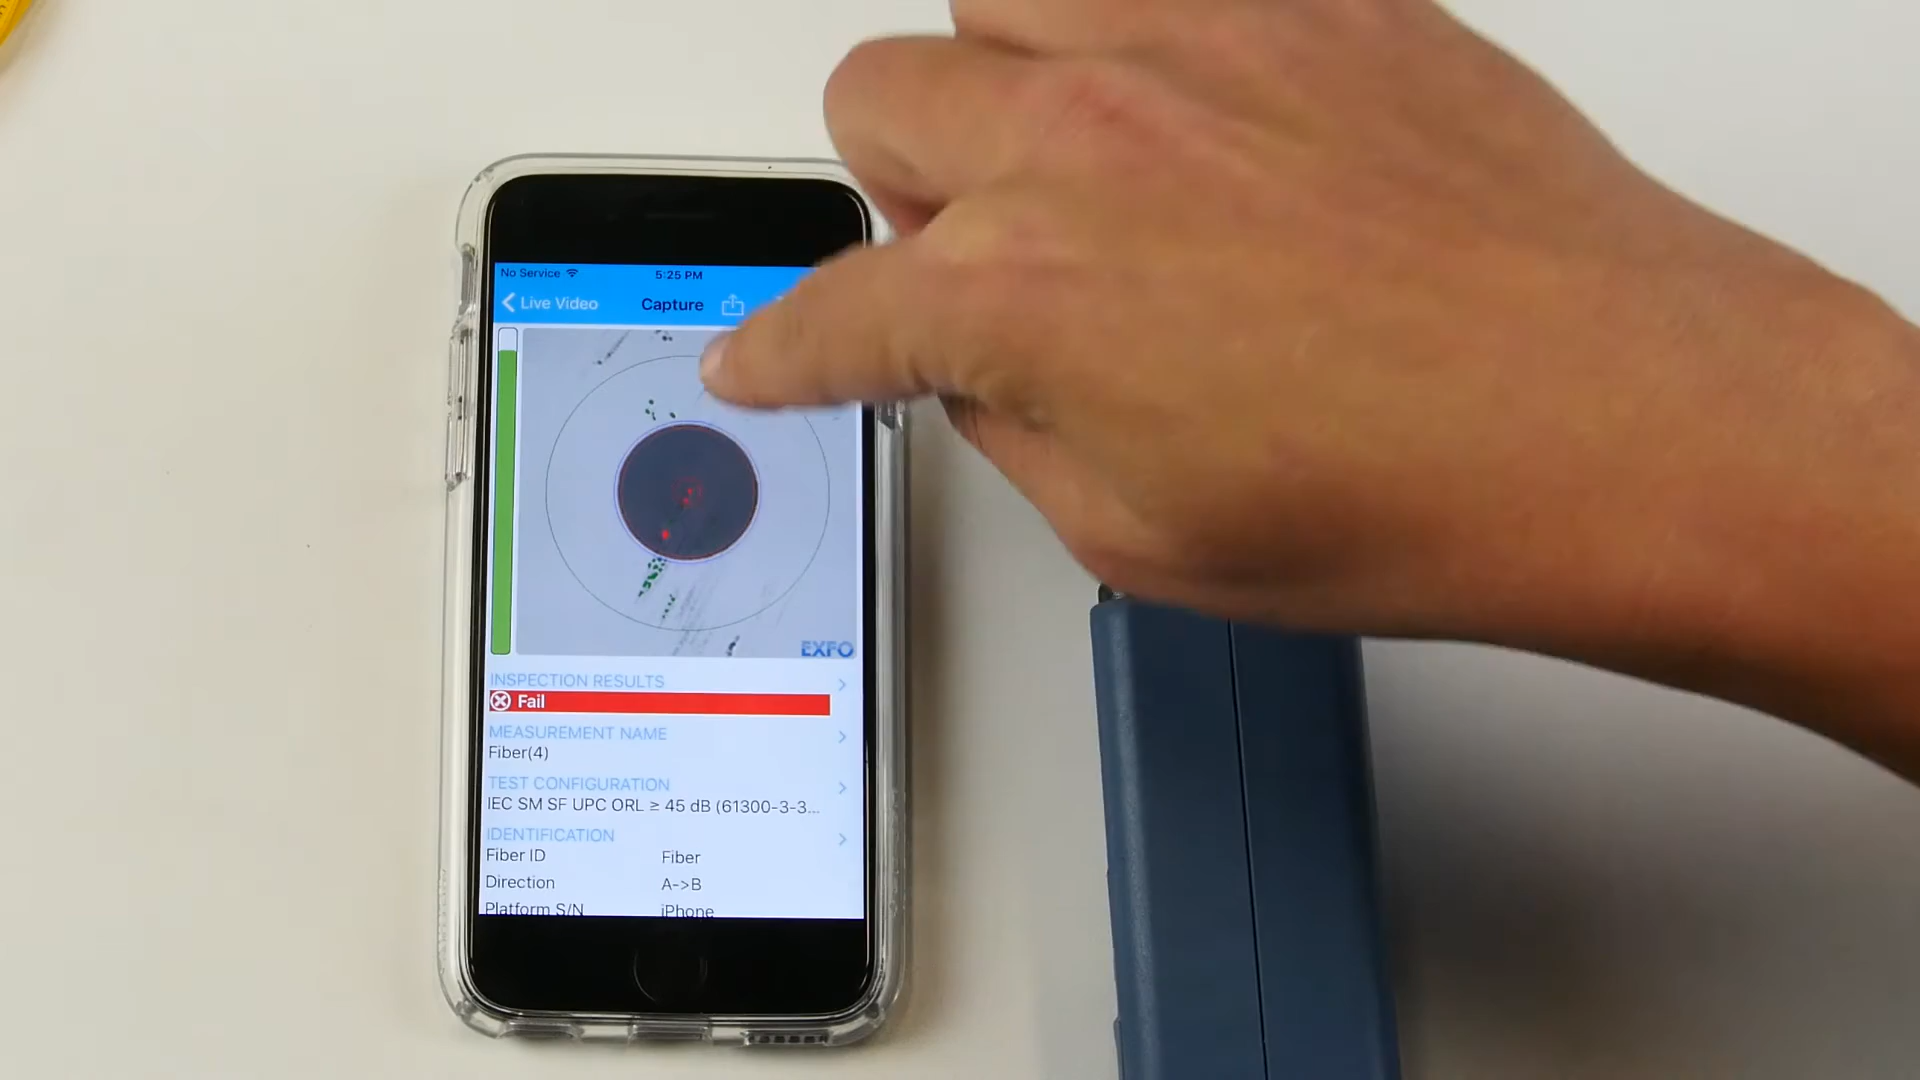 No Service
5:25 PM
Live Video
Capture
EXFO
INSPECTION RESULTS
Fail
MEASUREMENT NAME
Fiber(4)
TEST CONFIGURATION
IEC SM SF UPC ORL ≥ 45 dB (61300-3-3...
IDENTIFICATION
Fiber ID Fiber
Direction A->B
Platform S/N iPhone